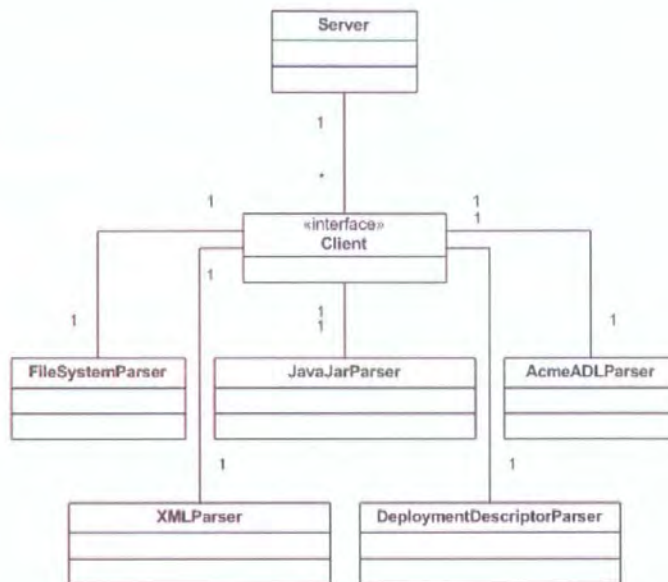 Server
1
*
1
1
1
«interface»
Client
1
1
1
1
1
FileSystemParser
JavaJarParser
AcmeADLParser
1
1
XMLParser
DeploymentDescriptorParser